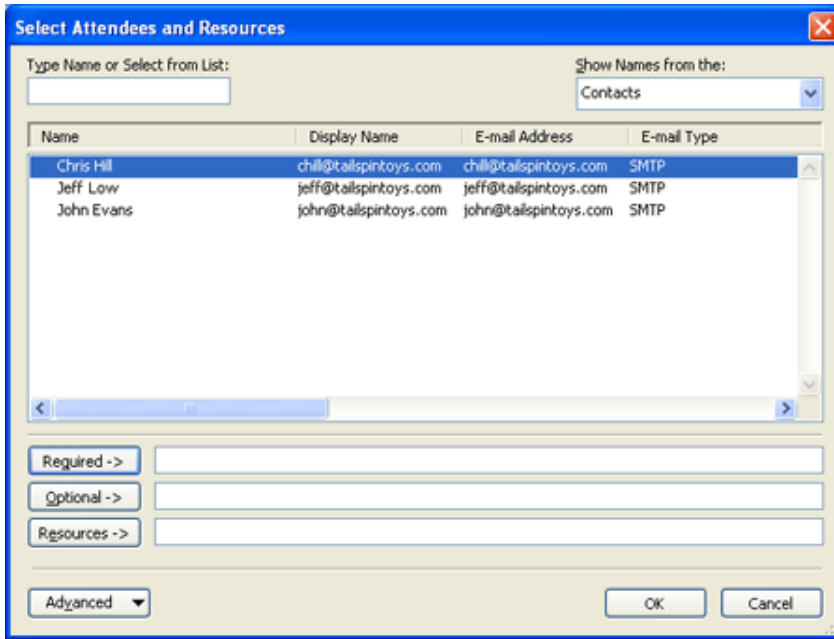 Select Attendees and Resources
Type Name or Select from List:
Show Names from the:
Contacts
Name Display Name E-mail Address E-mail Type
Chris Hill chill@tailspintoys.com chill@tailspintoys.com SMTP
Jeff Low jeff@tailspintoys.com jeff@tailspintoys.com SMTP
John Evans john@tailspintoys.com john@tailspintoys.com SMTP
Required ->
Optional ->
Resources ->
Advanced
OK Cancel